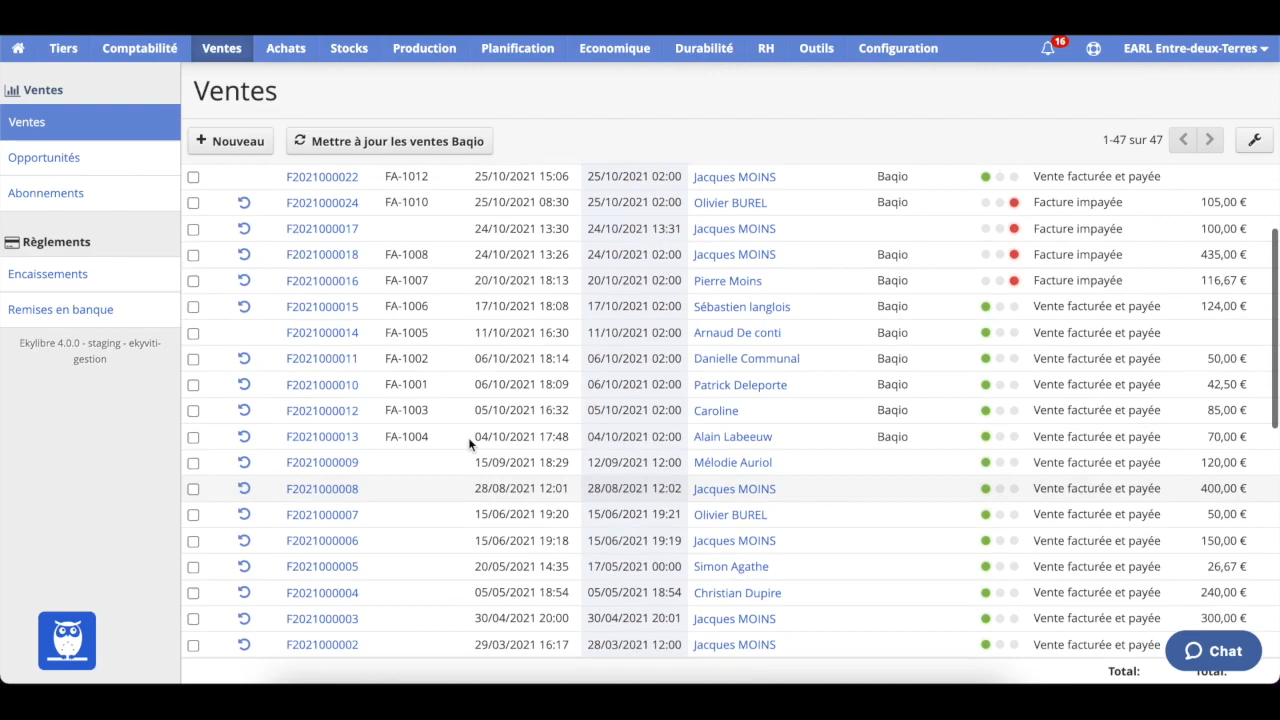 Tiers Comptabilité Ventes Achats Stocks Production Planification Economique Durabilité RH Outils Configuration 16 EARL Entre-deux-Terres
Ventes
Ventes
Opportunités
Abonnements
Règlements
Encaissements
Remises en banque
Ekylibre 4.0.0 - staging - ekyviti-
gestion
Ventes
Nouveau Mettre à jour les ventes Baqio 1-47 sur 47
F2021000022 FA-1012 25/10/2021 15:06 25/10/2021 02:00 Jacques MOINS Baqio Vente facturée et payée
F2021000024 FA-1010 25/10/2021 08:30 25/10/2021 02:00 Olivier BUREL Baqio Facture impayée 105,00 €
F2021000017 24/10/2021 13:30 24/10/2021 13:31 Jacques MOINS Facture impayée 100,00 €
F2021000018 FA-1008 24/10/2021 13:26 24/10/2021 02:00 Jacques MOINS Baqio Facture impayée 435,00 €
F2021000016 FA-1007 20/10/2021 18:13 20/10/2021 02:00 Pierre Moins Baqio Facture impayée 116,67 €
F2021000015 FA-1006 17/10/2021 18:08 17/10/2021 02:00 Sébastien langlois Baqio Vente facturée et payée 124,00 €
F2021000014 FA-1005 11/10/2021 16:30 11/10/2021 02:00 Arnaud De conti Baqio Vente facturée et payée
F2021000011 FA-1002 06/10/2021 18:14 06/10/2021 02:00 Danielle Communal Baqio Vente facturée et payée 50,00 €
F2021000010 FA-1001 06/10/2021 18:09 06/10/2021 02:00 Patrick Deleporte Baqio Vente facturée et payée 42,50 €
F2021000012 FA-1003 05/10/2021 16:32 05/10/2021 02:00 Caroline Baqio Vente facturée et payée 85,00 €
F2021000013 FA-1004 04/10/2021 17:48 04/10/2021 02:00 Alain Labeeuw Baqio Vente facturée et payée 70,00 €
F2021000009 15/09/2021 18:29 12/09/2021 12:00 Mélodie Auriol Vente facturée et payée 120,00 €
F2021000008 28/08/2021 12:01 28/08/2021 12:02 Jacques MOINS Vente facturée et payée 400,00 €
F2021000007 15/06/2021 19:20 15/06/2021 19:21 Olivier BUREL Vente facturée et payée 50,00 €
F2021000006 15/06/2021 19:18 15/06/2021 19:19 Jacques MOINS Vente facturée et payée 150,00 €
F2021000005 20/05/2021 14:35 17/05/2021 00:00 Simon Agathe Vente facturée et payée 26,67 €
F2021000004 05/05/2021 18:54 05/05/2021 18:54 Christian Dupire Vente facturée et payée 240,00 €
F2021000003 30/04/2021 20:00 30/04/2021 20:01 Jacques MOINS Vente facturée et payée 300,00 €
F2021000002 29/03/2021 16:17 28/03/2021 12:00 Jacques MOINS Vente facturée et payée
Chat
Total: Total: